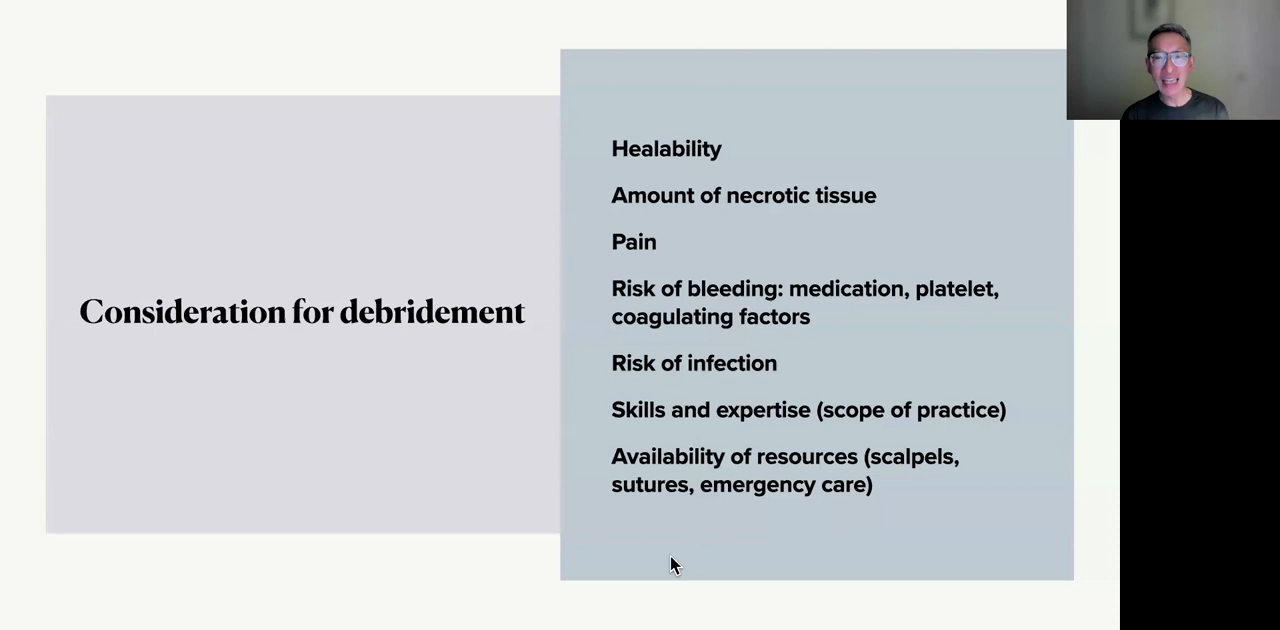 Consideration for debridement
Healability
Amount of necrotic tissue
Pain
Risk of bleeding: medication, platelet,
coagulating factors
Risk of infection
Skills and expertise (scope of practice)
Availability of resources (scalpels,
sutures, emergency care)